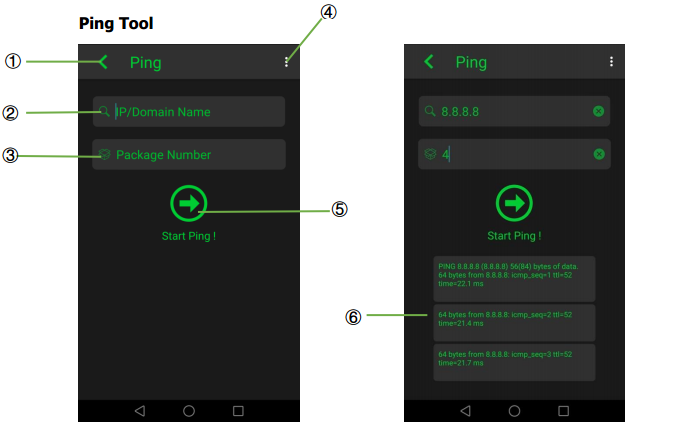 Ping Tool
④
①
Ping
②
IP/Domain Name
③
Package Number
⑤
Start Ping !
Ping
8.8.8.8
4
Start Ping !
⑥
PING 8.8.8.8 (8.8.8.8) 56(84) bytes of data.
64 bytes from 8.8.8.8: icmp_seq=1 ttl=52
time=22.1 ms
64 bytes from 8.8.8.8: icmp_seq=2 ttl=52
time=21.4 ms
64 bytes from 8.8.8.8: icmp_seq=3 ttl=52
time=21.7 ms